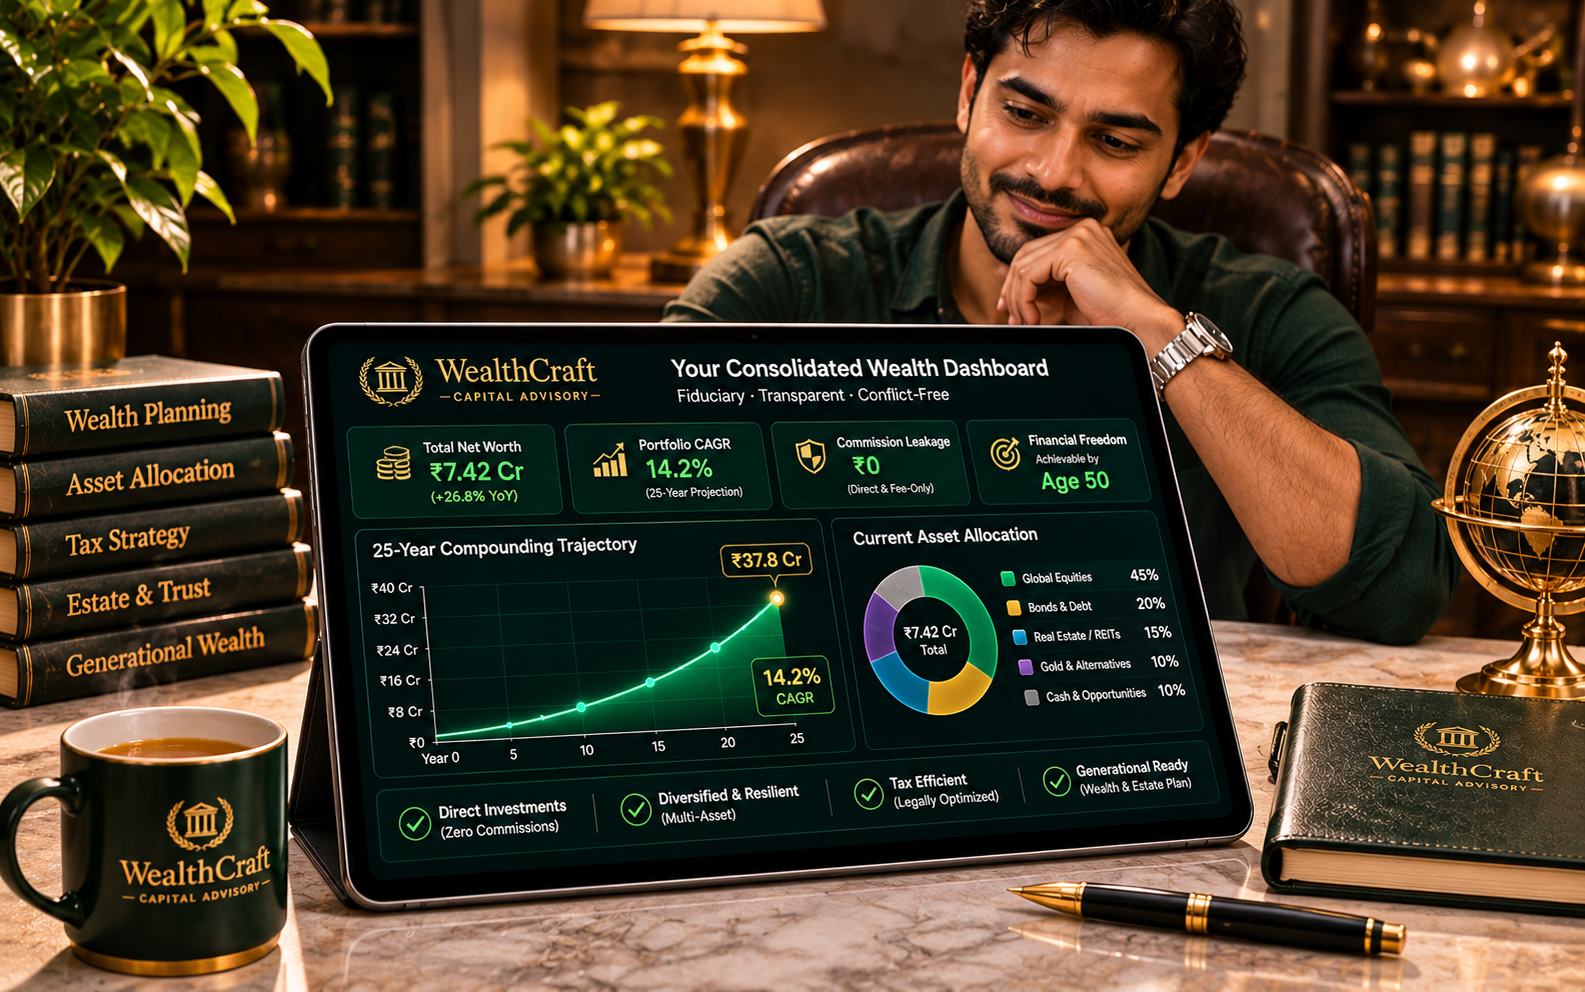 Wealth Planning
Asset Allocation
Tax Strategy
Estate & Trust
Generational Wealth
WealthCraft
CAPITAL ADVISORY
WealthCraft
CAPITAL ADVISORY
Your Consolidated Wealth Dashboard
Fiduciary · Transparent · Conflict-Free
Total Net Worth
₹7.42 Cr
(+26.8% YoY)
Portfolio CAGR
14.2%
(25-Year Projection)
Commission Leakage
₹0
(Direct & Fee-Only)
Financial Freedom
Achievable by
Age 50
25-Year Compounding Trajectory
₹37.8 Cr
₹40 Cr
₹32 Cr
₹24 Cr
₹16 Cr
₹8 Cr
₹0
14.2%
CAGR
Year 0 5 10 15 20 25
Current Asset Allocation
₹7.42 Cr
Total
Global Equities 45%
Bonds & Debt 20%
Real Estate / REITs 15%
Gold & Alternatives 10%
Cash & Opportunities 10%
Direct Investments
(Zero Commissions)
Diversified & Resilient
(Multi-Asset)
Tax Efficient
(Legally Optimized)
Generational Ready
(Wealth & Estate Plan)
WealthCraft
CAPITAL ADVISORY